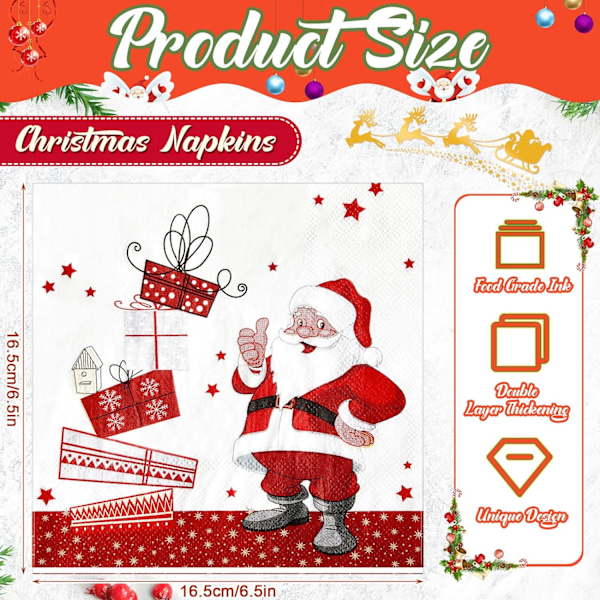 Product Size
Christmas Napkins
Food Grade Ink
Double
Layer Thickening
Unique Design
16.5cm/6.5in
16.5cm/6.5in